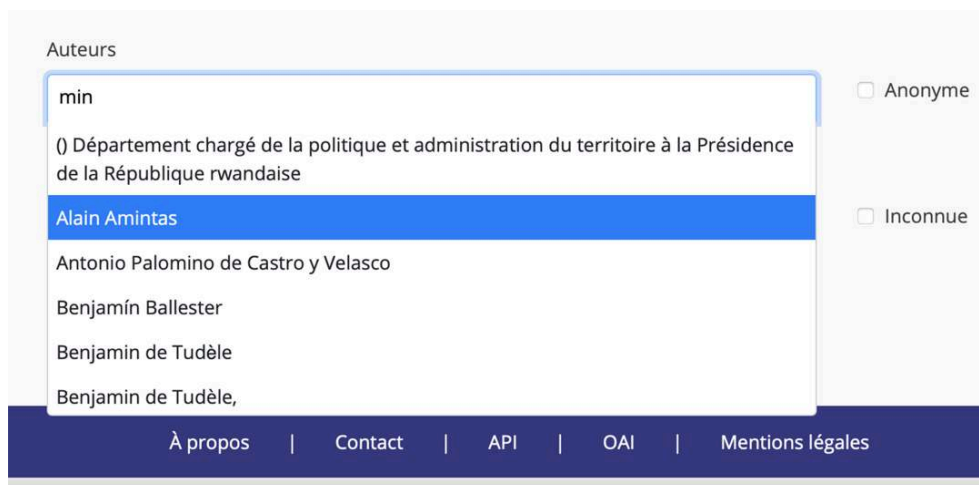 Auteurs
min
Anonyme
() Département chargé de la politique et administration du territoire à la Présidence
de la République rwandaise
Alain Amintas
Inconnue
Antonio Palomino de Castro y Velasco
Benjamín Ballester
Benjamin de Tudèle
Benjamin de Tudèle,
À propos | Contact | API | OAI | Mentions légales